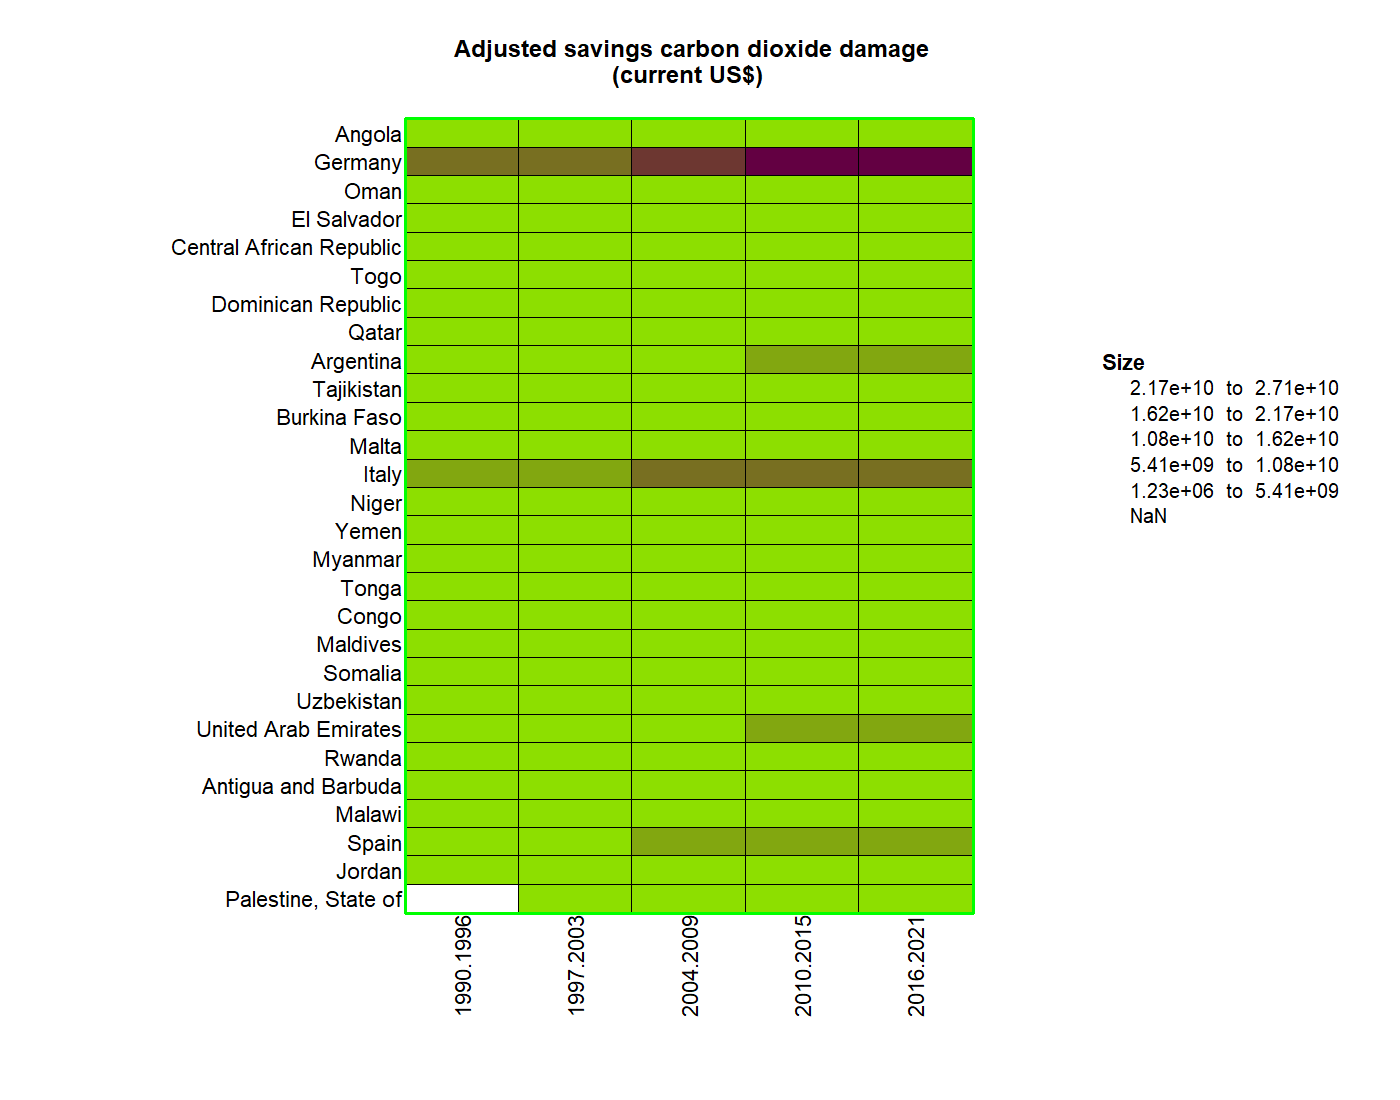 Adjusted savings carbon dioxide damage
(current US$)
Angola
Germany
Oman
El Salvador
Central African Republic
Togo
Dominican Republic
Qatar
Argentina
Tajikistan
Burkina Faso
Malta
Italy
Niger
Yemen
Myanmar
Tonga
Congo
Maldives
Somalia
Uzbekistan
United Arab Emirates
Rwanda
Antigua and Barbuda
Malawi
Spain
Jordan
Palestine, State of
1990.1996
1997.2003
2004.2009
2010.2015
2016.2021
Size
2.17e+10 to 2.71e+10
1.62e+10 to 2.17e+10
1.08e+10 to 1.62e+10
5.41e+09 to 1.08e+10
1.23e+06 to 5.41e+09
NaN